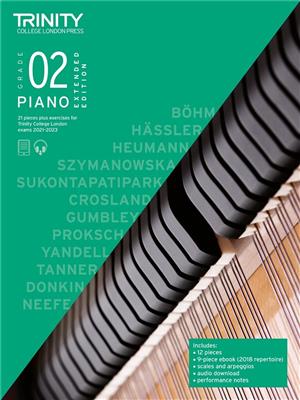 TRINITY
COLLEGE LONDON PRESS
GRADE
02
PIANO
EXTENDED
EDITION
21 pieces plus exercises for
Trinity College London
exams 2021-2023
BÖHM
HÄSSLER
HEUMANN
SZYMANOWSKA
SUKONTAPATIPARK
CROSLAND
GUMBLEY
PROKSCH
YANDELL
TANNER
DONKIN
NEEFE
Includes:
• 12 pieces
• 9-piece ebook (2018 repertoire)
• scales and arpeggios
• audio download
• performance notes